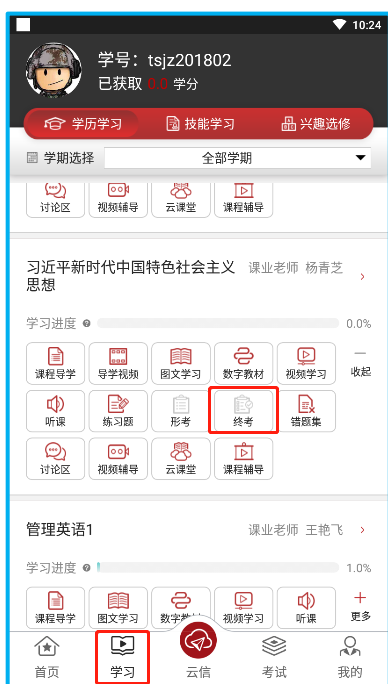 10:24
学号：tsjz201802
已获取 0.0 学分
学历学习 技能学习 兴趣选修
学期选择 全部学期
讨论区 视频辅导 云课堂 课程辅导
习近平新时代中国特色社会主义 课业老师 杨青芝
思想
学习进度 0.0%
课程导学 导学视频 图文学习 数字教材 视频学习 收起
听课 练习题 形考 终考 错题集
讨论区 视频辅导 云课堂 课程辅导
管理英语1 课业老师 王艳飞
学习进度 1.0%
课程导学 图文学习 数字教材 视频学习 听课 更多
首页 学习 云信 考试 我的